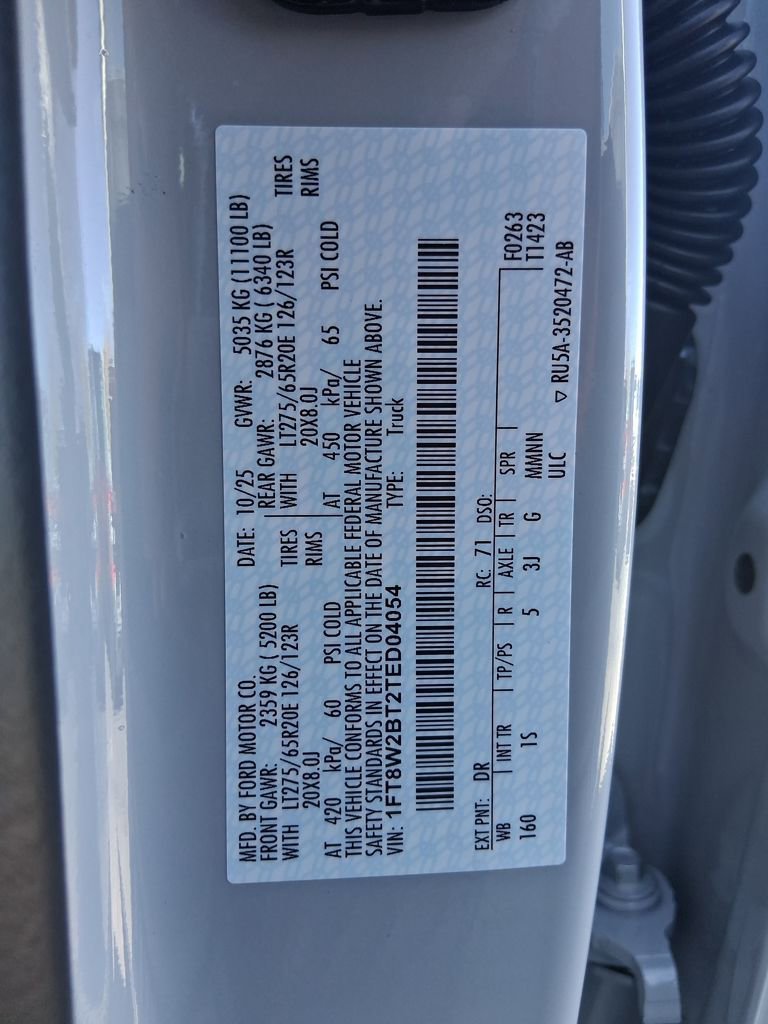 MFD. BY FORD MOTOR CO. DATE: 10/25 GVWR: 5035 KG (11100 LB)
FRONT GAWR: 2359 KG ( 5200 LB) REAR GAWR: 2876 KG ( 6340 LB)
WITH LT275/65R20E 126/123R TIRES WITH LT275/65R20E 126/123R TIRES
20X8.0J RIMS 20X8.0J RIMS
AT 420 kPa/ 60 PSI COLD AT 450 kPa/ 65 PSI COLD
THIS VEHICLE CONFORMS TO ALL APPLICABLE FEDERAL MOTOR VEHICLE
SAFETY STANDARDS IN EFFECT ON THE DATE OF MANUFACTURE SHOWN ABOVE.
VIN: 1FT8W2BT2TED04054 TYPE: Truck
EXT PNT: DR RC: 71 DSO:
WB INT TR TP/PS R AXLE TR SPR F0263
160 1S 5 3J G MMNN T1423
ULC
▽ RU5A-3520472-AB